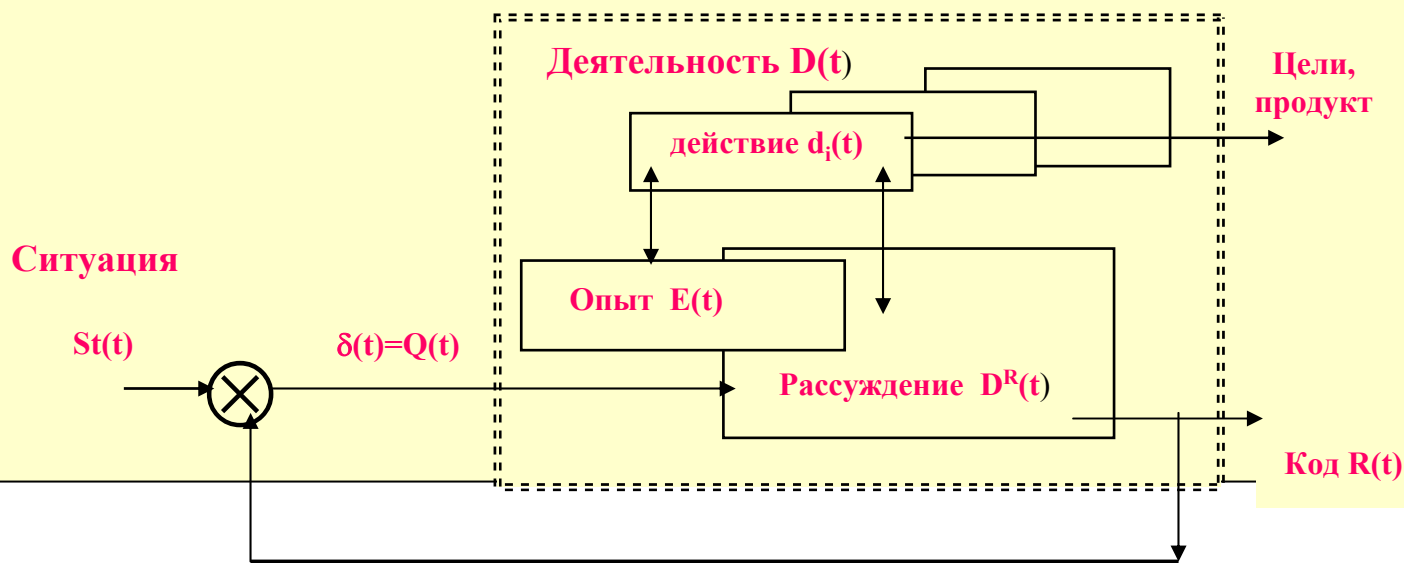 Деятельность D(t)
Цели,
продукт
действие dᵢ(t)
Ситуация
Опыт E(t)
St(t)
δ(t)=Q(t)
Рассуждение Dᴿ(t)
Код R(t)